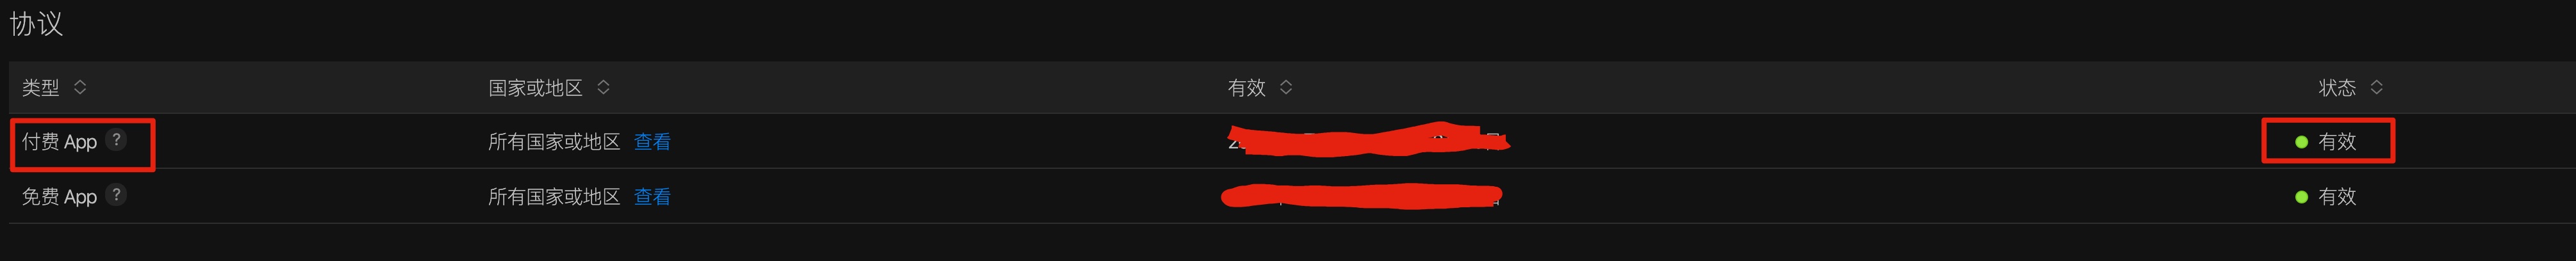 协议
类型 国家或地区 有效 状态
付费 App ? 所有国家或地区 查看 有效
免费 App ? 所有国家或地区 查看 有效